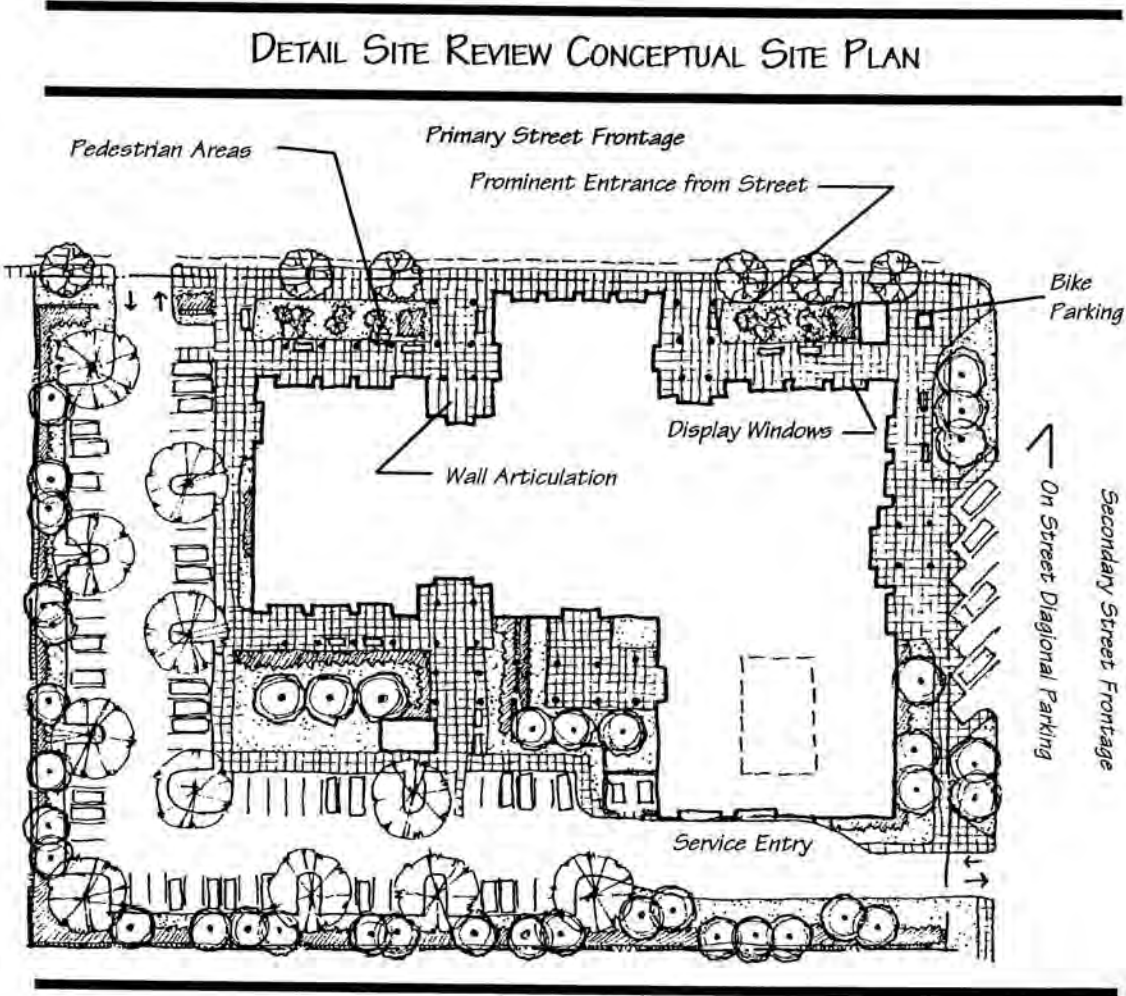 DETAIL SITE REVIEW CONCEPTUAL SITE PLAN
Primary Street Frontage
Pedestrian Areas
Prominent Entrance from Street
Bike
Parking
Display Windows
Wall Articulation
On Street Diagional Parking
Secondary Street Frontage
Service Entry